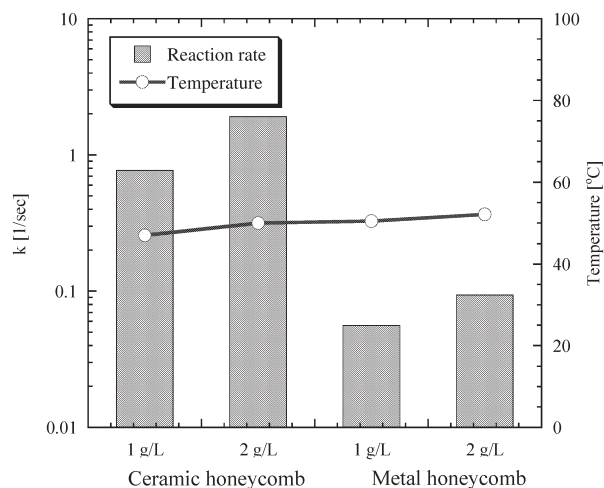 10
1
0.1
0.01
k [1/sec]
Reaction rate
Temperature
100
80
60
40
20
0
Temperature [ºC]
1 g/L 2 g/L 1 g/L 2 g/L
Ceramic honeycomb Metal honeycomb